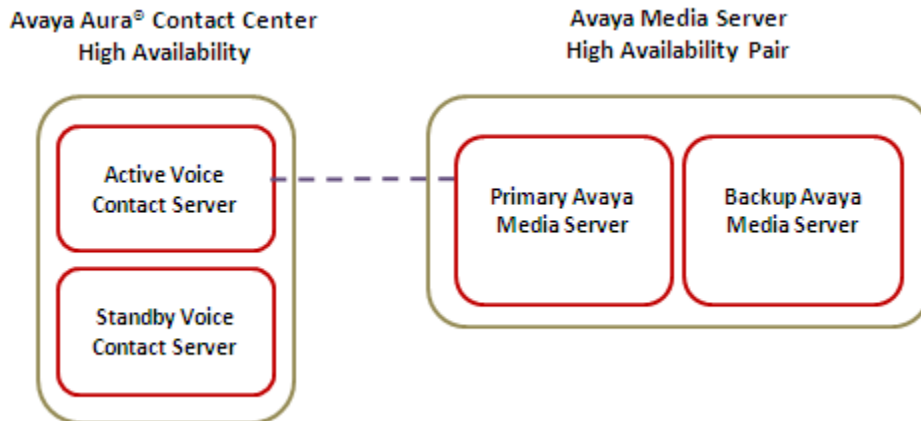 Avaya Aura® Contact Center
High Availability
Avaya Media Server
High Availability Pair
Active Voice
Contact Server
Standby Voice
Contact Server
Primary Avaya
Media Server
Backup Avaya
Media Server